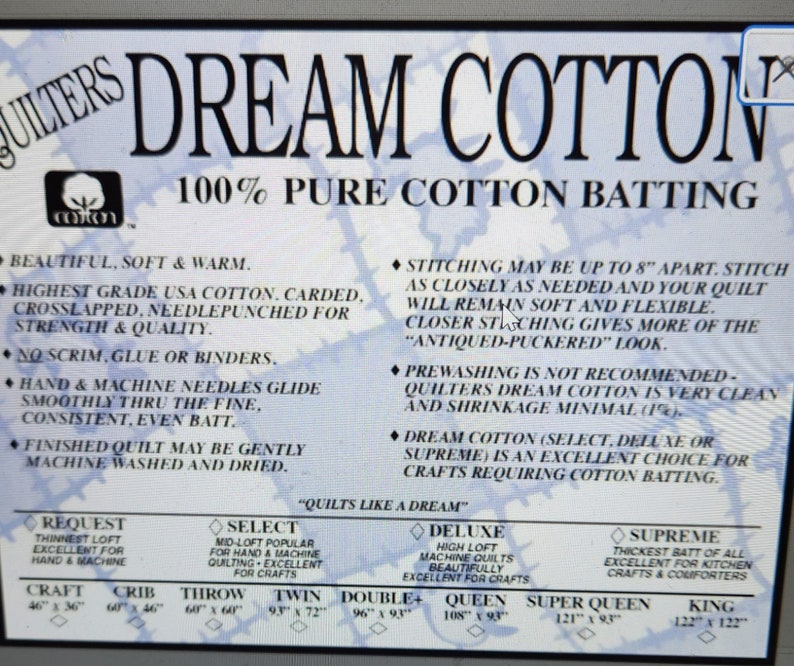 QUILTERS DREAM COTTON
cotton
TM
100% PURE COTTON BATTING
♦ BEAUTIFUL, SOFT & WARM.
♦ HIGHEST GRADE USA COTTON. CARDED,
CROSSLAPPED, NEEDLEPUNCHED FOR
STRENGTH & QUALITY.
♦ NO SCRIM, GLUE OR BINDERS.
♦ HAND & MACHINE NEEDLES GLIDE
SMOOTHLY THRU THE FINE,
CONSISTENT, EVEN BATT.
♦ FINISHED QUILT MAY BE GENTLY
MACHINE WASHED AND DRIED.
♦ STITCHING MAY BE UP TO 8" APART. STITCH
AS CLOSELY AS NEEDED AND YOUR QUILT
WILL REMAIN SOFT AND FLEXIBLE.
CLOSER STITCHING GIVES MORE OF THE
"ANTIQUED-PUCKERED" LOOK.
♦ PREWASHING IS NOT RECOMMENDED -
QUILTERS DREAM COTTON IS VERY CLEAN
AND SHRINKAGE MINIMAL (1%).
♦ DREAM COTTON (SELECT, DELUXE OR
SUPREME) IS AN EXCELLENT CHOICE FOR
CRAFTS REQUIRING COTTON BATTING.
"QUILTS LIKE A DREAM"
◇ REQUEST
THINNEST LOFT
EXCELLENT FOR
HAND & MACHINE
◇ SELECT
MID-LOFT POPULAR
FOR HAND & MACHINE
QUILTING · EXCELLENT
FOR CRAFTS
◇ DELUXE
HIGH LOFT
MACHINE QUILTS
BEAUTIFULLY
EXCELLENT FOR CRAFTS
◇ SUPREME
THICKEST BATT OF ALL
EXCELLENT FOR KITCHEN
CRAFTS & COMFORTERS
CRAFT
46" X 36"
◇
CRIB
60" X 46"
◇
THROW
60" X 60"
◇
TWIN
93" X 72"
◇
DOUBLE+
96" X 93"
◇
QUEEN
108" X 93"
◇
SUPER QUEEN
121" X 93"
◇
KING
122" X 122"
◇